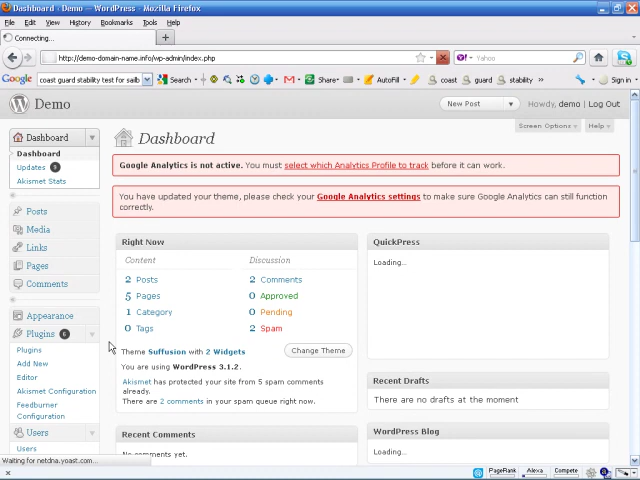 Dashboard ‹ Demo — WordPress - Mozilla Firefox
File Edit View History Bookmarks Tools Help
Connecting...
http://demo-domain-name.info/wp-admin/index.php
Yahoo
Google coast guard stability test for sailb Search Share AutoFill coast guard stability Sign In
Demo
New Post Howdy, demo | Log Out
Screen Options Help
Dashboard
Dashboard
Updates
Akismet Stats
Posts
Media
Links
Pages
Comments
Appearance
Plugins 6
Plugins
Add New
Editor
Akismet Configuration
Feedburner
Configuration
Users
Users
Dashboard
Google Analytics is not active. You must select which Analytics Profile to track before it can work.
You have updated your theme, please check your Google Analytics settings to make sure Google Analytics can still function
correctly.
Right Now
Content Discussion
2 Posts 2 Comments
5 Pages 0 Approved
1 Category 0 Pending
0 Tags 2 Spam
Theme Suffusion with 2 Widgets Change Theme
You are using WordPress 3.1.2.
Akismet has protected your site from 5 spam comments
already.
There are 2 comments in your spam queue right now.
Recent Comments
No comments yet.
QuickPress
Loading...
Recent Drafts
There are no drafts at the moment
WordPress Blog
Loading...
Waiting for netdna.yoast.com...
PageRank Alexa Compete